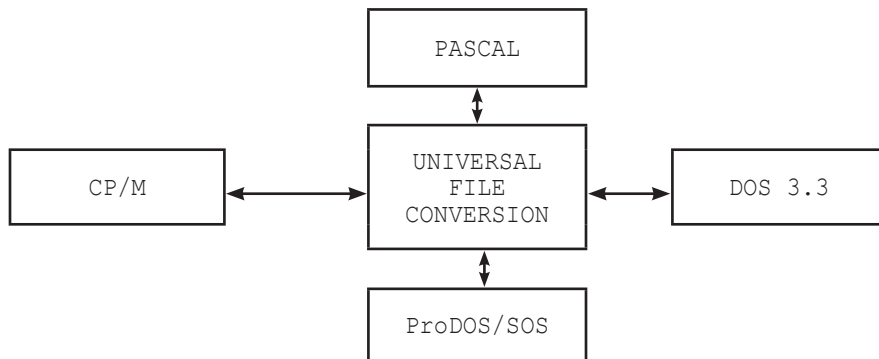 PASCAL
CP/M
UNIVERSAL
FILE
CONVERSION
DOS 3.3
ProDOS/SOS